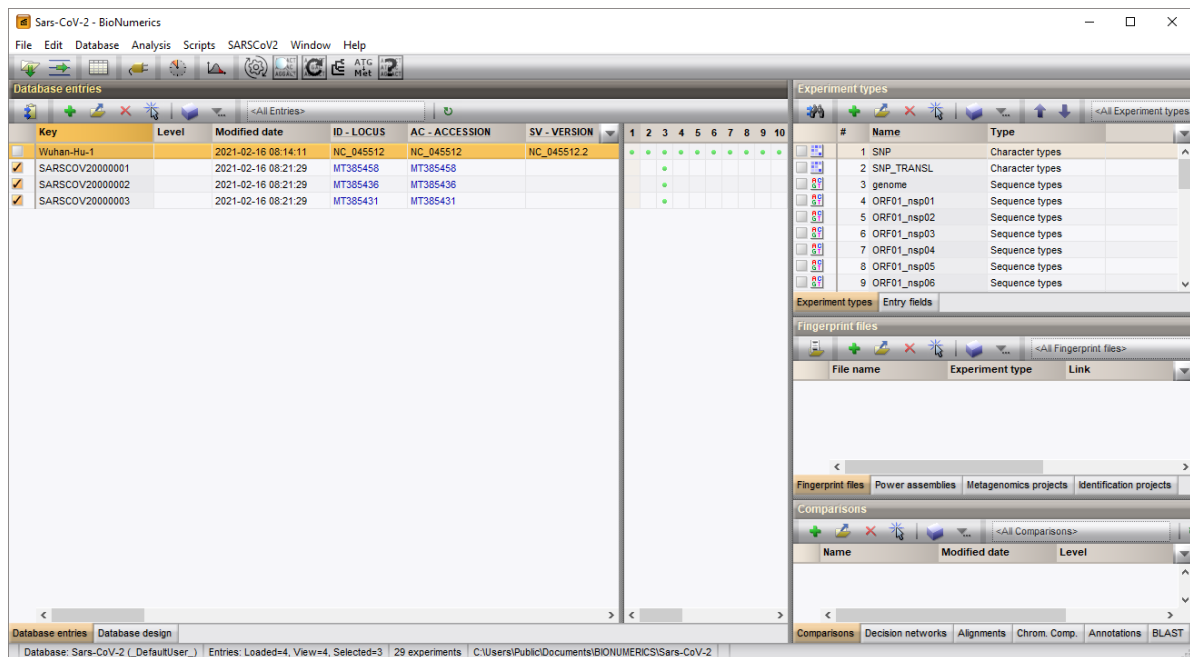 Sars-CoV-2 - BioNumerics
File Edit Database Analysis Scripts SARSCoV2 Window Help
ATG
Met
Database entries
<All Entries>
Key Level Modified date ID - LOCUS AC - ACCESSION SV - VERSION 1 2 3 4 5 6 7 8 9 10
Wuhan-Hu-1 2021-02-16 08:14:11 NC_045512 NC_045512 NC_045512.2
SARSCOV20000001 2021-02-16 08:21:29 MT385458 MT385458
SARSCOV20000002 2021-02-16 08:21:29 MT385436 MT385436
SARSCOV20000003 2021-02-16 08:21:29 MT385431 MT385431
Database entries Database design
Experiment types
<All Experiment types
# Name Type
1 SNP Character types
2 SNP_TRANSL Character types
3 genome Sequence types
4 ORF01_nsp01 Sequence types
5 ORF01_nsp02 Sequence types
6 ORF01_nsp03 Sequence types
7 ORF01_nsp04 Sequence types
8 ORF01_nsp05 Sequence types
9 ORF01_nsp06 Sequence types
Experiment types Entry fields
Fingerprint files
<All Fingerprint files>
File name Experiment type Link
Fingerprint files Power assemblies Metagenomics projects Identification projects
Comparisons
<All Comparisons>
Name Modified date Level
Comparisons Decision networks Alignments Chrom. Comp. Annotations BLAST
Database: Sars-CoV-2 (_DefaultUser_) Entries: Loaded=4, View=4, Selected=3 29 experiments C:\Users\Public\Documents\BIONUMERICS\Sars-CoV-2